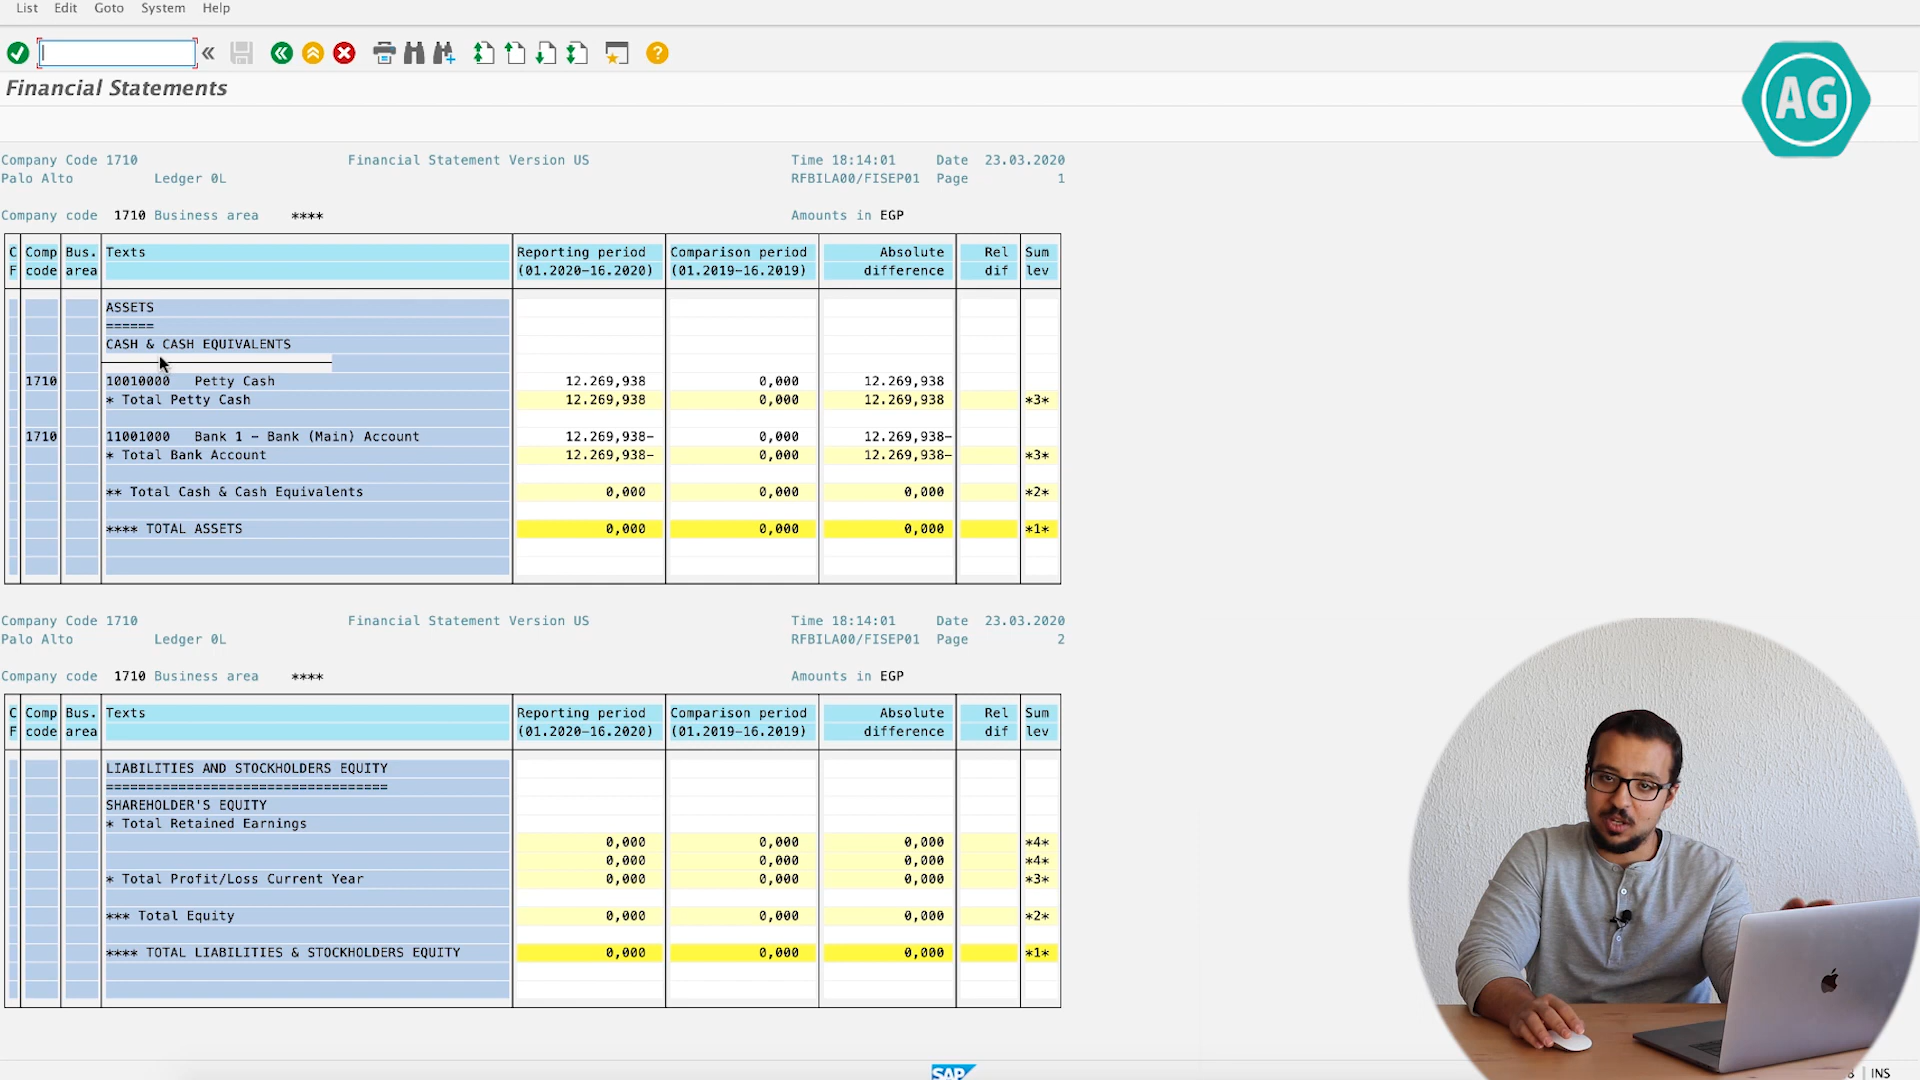 List Edit Goto System Help
«
Financial Statements
AG
Company Code 1710 Financial Statement Version US Time 18:14:01 Date 23.03.2020
Palo Alto Ledger 0L RFBILA00/FISEP01 Page 1
Company code 1710 Business area **** Amounts in EGP
C Comp Bus. Texts Reporting period Comparison period Absolute Rel Sum
F code area (01.2020-16.2020) (01.2019-16.2019) difference dif lev
ASSETS
======
CASH & CASH EQUIVALENTS
1710 10010000 Petty Cash 12.269,938 0,000 12.269,938
* Total Petty Cash 12.269,938 0,000 12.269,938 *3*
1710 11001000 Bank 1 - Bank (Main) Account 12.269,938- 0,000 12.269,938-
* Total Bank Account 12.269,938- 0,000 12.269,938- *3*
** Total Cash & Cash Equivalents 0,000 0,000 0,000 *2*
**** TOTAL ASSETS 0,000 0,000 0,000 *1*
Company Code 1710 Financial Statement Version US Time 18:14:01 Date 23.03.2020
Palo Alto Ledger 0L RFBILA00/FISEP01 Page 2
Company code 1710 Business area **** Amounts in EGP
C Comp Bus. Texts Reporting period Comparison period Absolute Rel Sum
F code area (01.2020-16.2020) (01.2019-16.2019) difference dif lev
LIABILITIES AND STOCKHOLDERS EQUITY
===================================
SHAREHOLDER'S EQUITY
* Total Retained Earnings
0,000 0,000 0,000 *4*
0,000 0,000 0,000 *4*
* Total Profit/Loss Current Year 0,000 0,000 0,000 *3*
*** Total Equity 0,000 0,000 0,000 *2*
**** TOTAL LIABILITIES & STOCKHOLDERS EQUITY 0,000 0,000 0,000 *1*
SAP INS